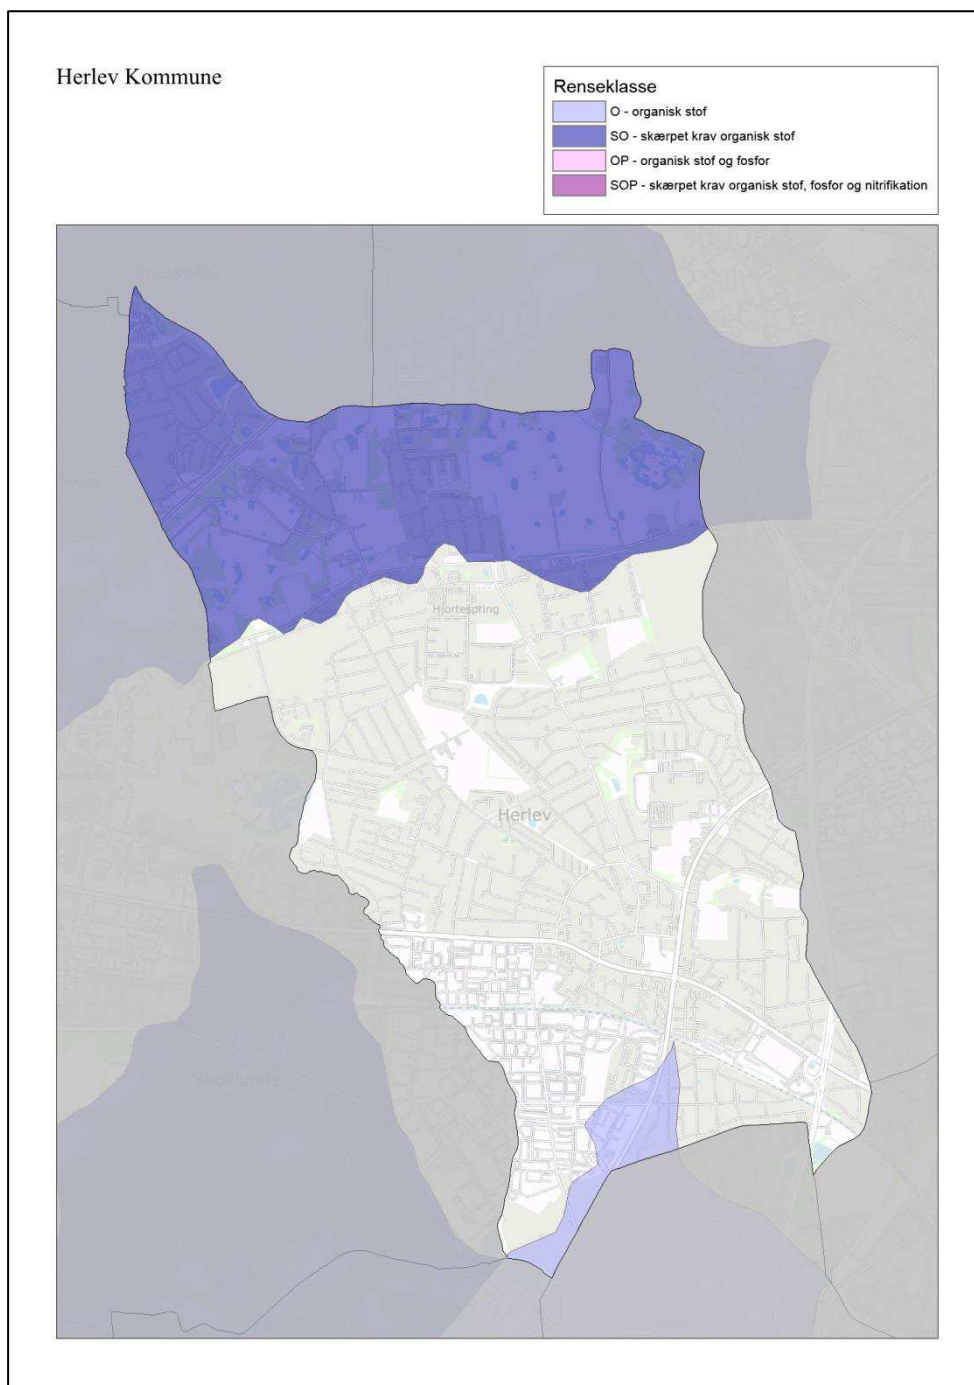 Herlev Kommune
Renseklasse
O - organisk stof
SO - skærpet krav organisk stof
OP - organisk stof og fosfor
SOP - skærpet krav organisk stof, fosfor og nitrifikation
Hjortespring
Herlev